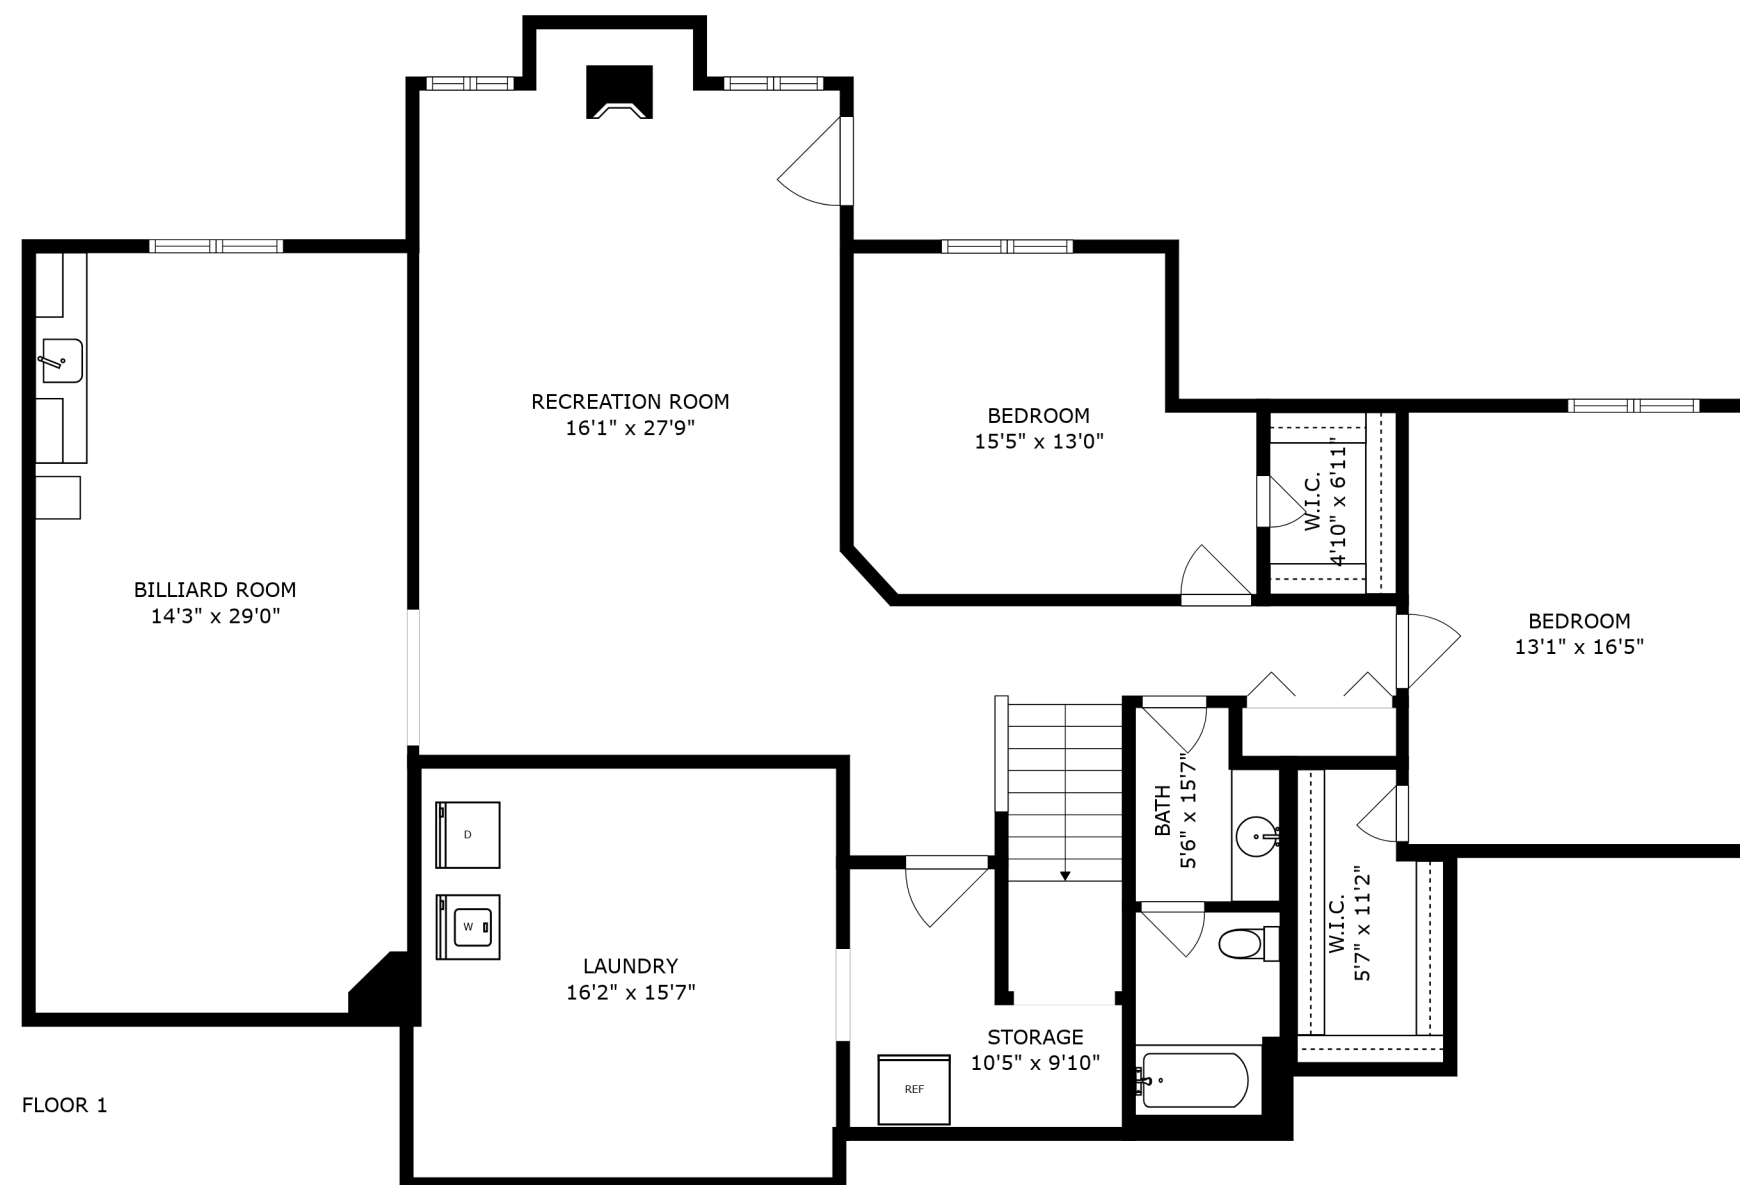 RECREATION ROOM
16'1" x 27'9"
BEDROOM
15'5" x 13'0"
W.I.C.
4'10" x 6'11"
BILLIARD ROOM
14'3" x 29'0"
BEDROOM
13'1" x 16'5"
BATH
5'6" x 15'7"
D
W
LAUNDRY
16'2" x 15'7"
W.I.C.
5'7" x 11'2"
STORAGE
10'5" x 9'10"
REF
FLOOR 1